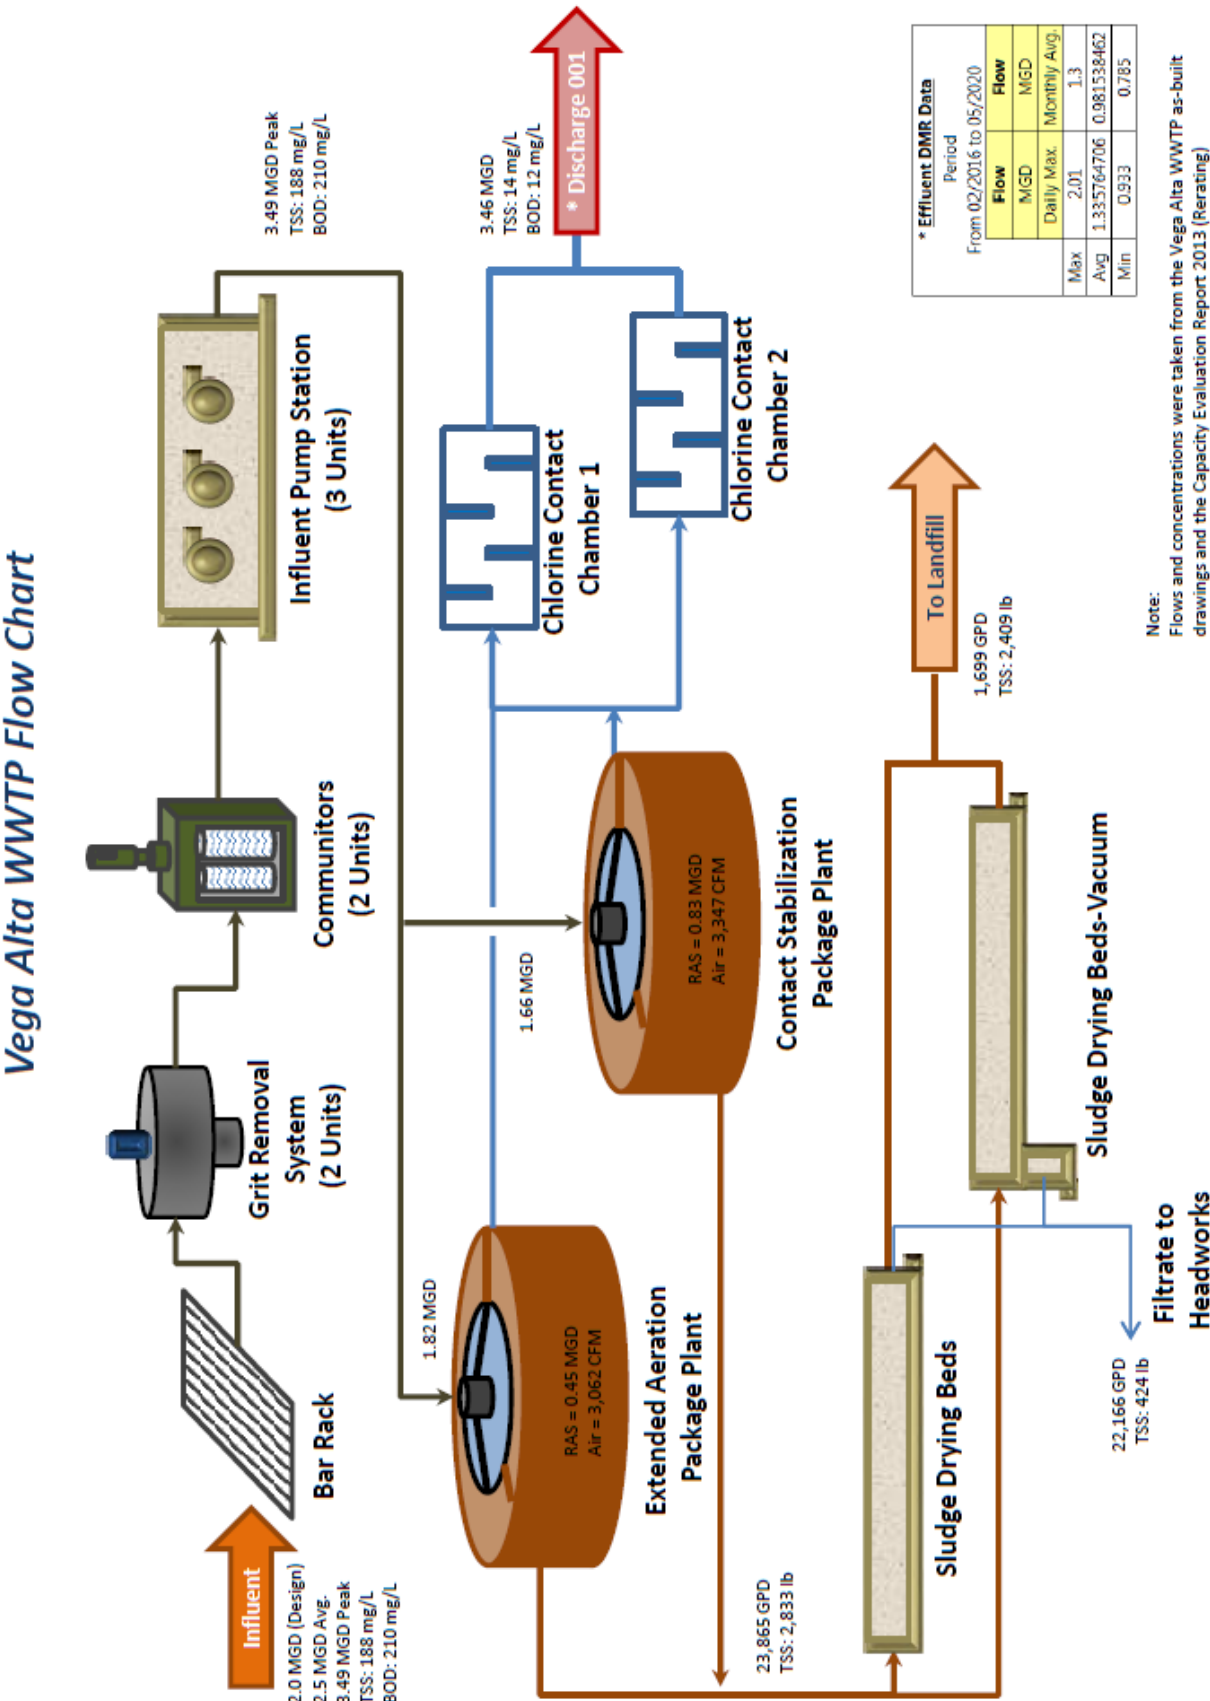 Vega Alta WWTP Flow Chart
Influent
2.0 MGD (Design)
2.5 MGD Avg.
3.49 MGD Peak
TSS: 188 mg/L
BOD: 210 mg/L
Bar Rack
Grit Removal
System
(2 Units)
Communitors
(2 Units)
Influent Pump Station
(3 Units)
3.49 MGD Peak
TSS: 188 mg/L
BOD: 210 mg/L
1.82 MGD
RAS = 0.45 MGD
Air = 3,062 CFM
Extended Aeration
Package Plant
1.66 MGD
RAS = 0.83 MGD
Air = 3,347 CFM
Contact Stabilization
Package Plant
Chlorine Contact
Chamber 1
Chlorine Contact
Chamber 2
3.46 MGD
TSS: 14 mg/L
BOD: 12 mg/L
* Discharge 001
23,865 GPD
TSS: 2,833 lb
Sludge Drying Beds
Sludge Drying Beds-Vacuum
22,166 GPD
TSS: 424 lb
Filtrate to
Headworks
To Landfill
1,699 GPD
TSS: 2,409 lb
* Effluent DMR Data
Period
From 02/2016 to 05/2020
Flow Flow
MGD MGD
Daily Max. Monthly Avg.
Max 2.01 1.3
Avg 1.335764706 0.981538462
Min 0.933 0.785
Note:
Flows and concentrations were taken from the Vega Alta WWTP as-built
drawings and the Capacity Evaluation Report 2013 (Rerating)